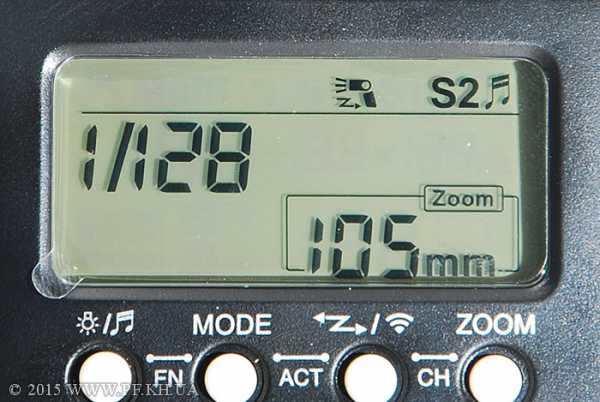 S2
1/128
Zoom
105mm
/ MODE / ZOOM
FN ACT CH
© 2015 WWW.PF.KH.UA